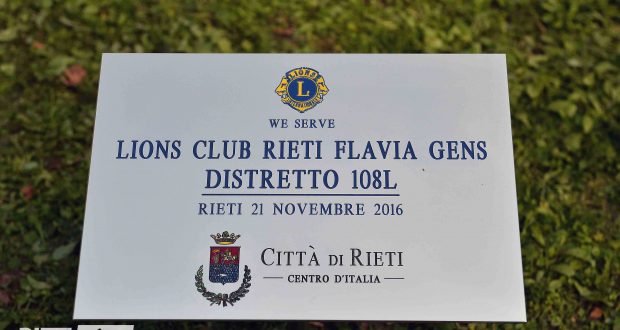 LIONS
L
INTERNATIONAL
WE SERVE
LIONS CLUB RIETI FLAVIA GENS
DISTRETTO 108L
RIETI 21 NOVEMBRE 2016
CITTÀ DI RIETI
CENTRO D'ITALIA